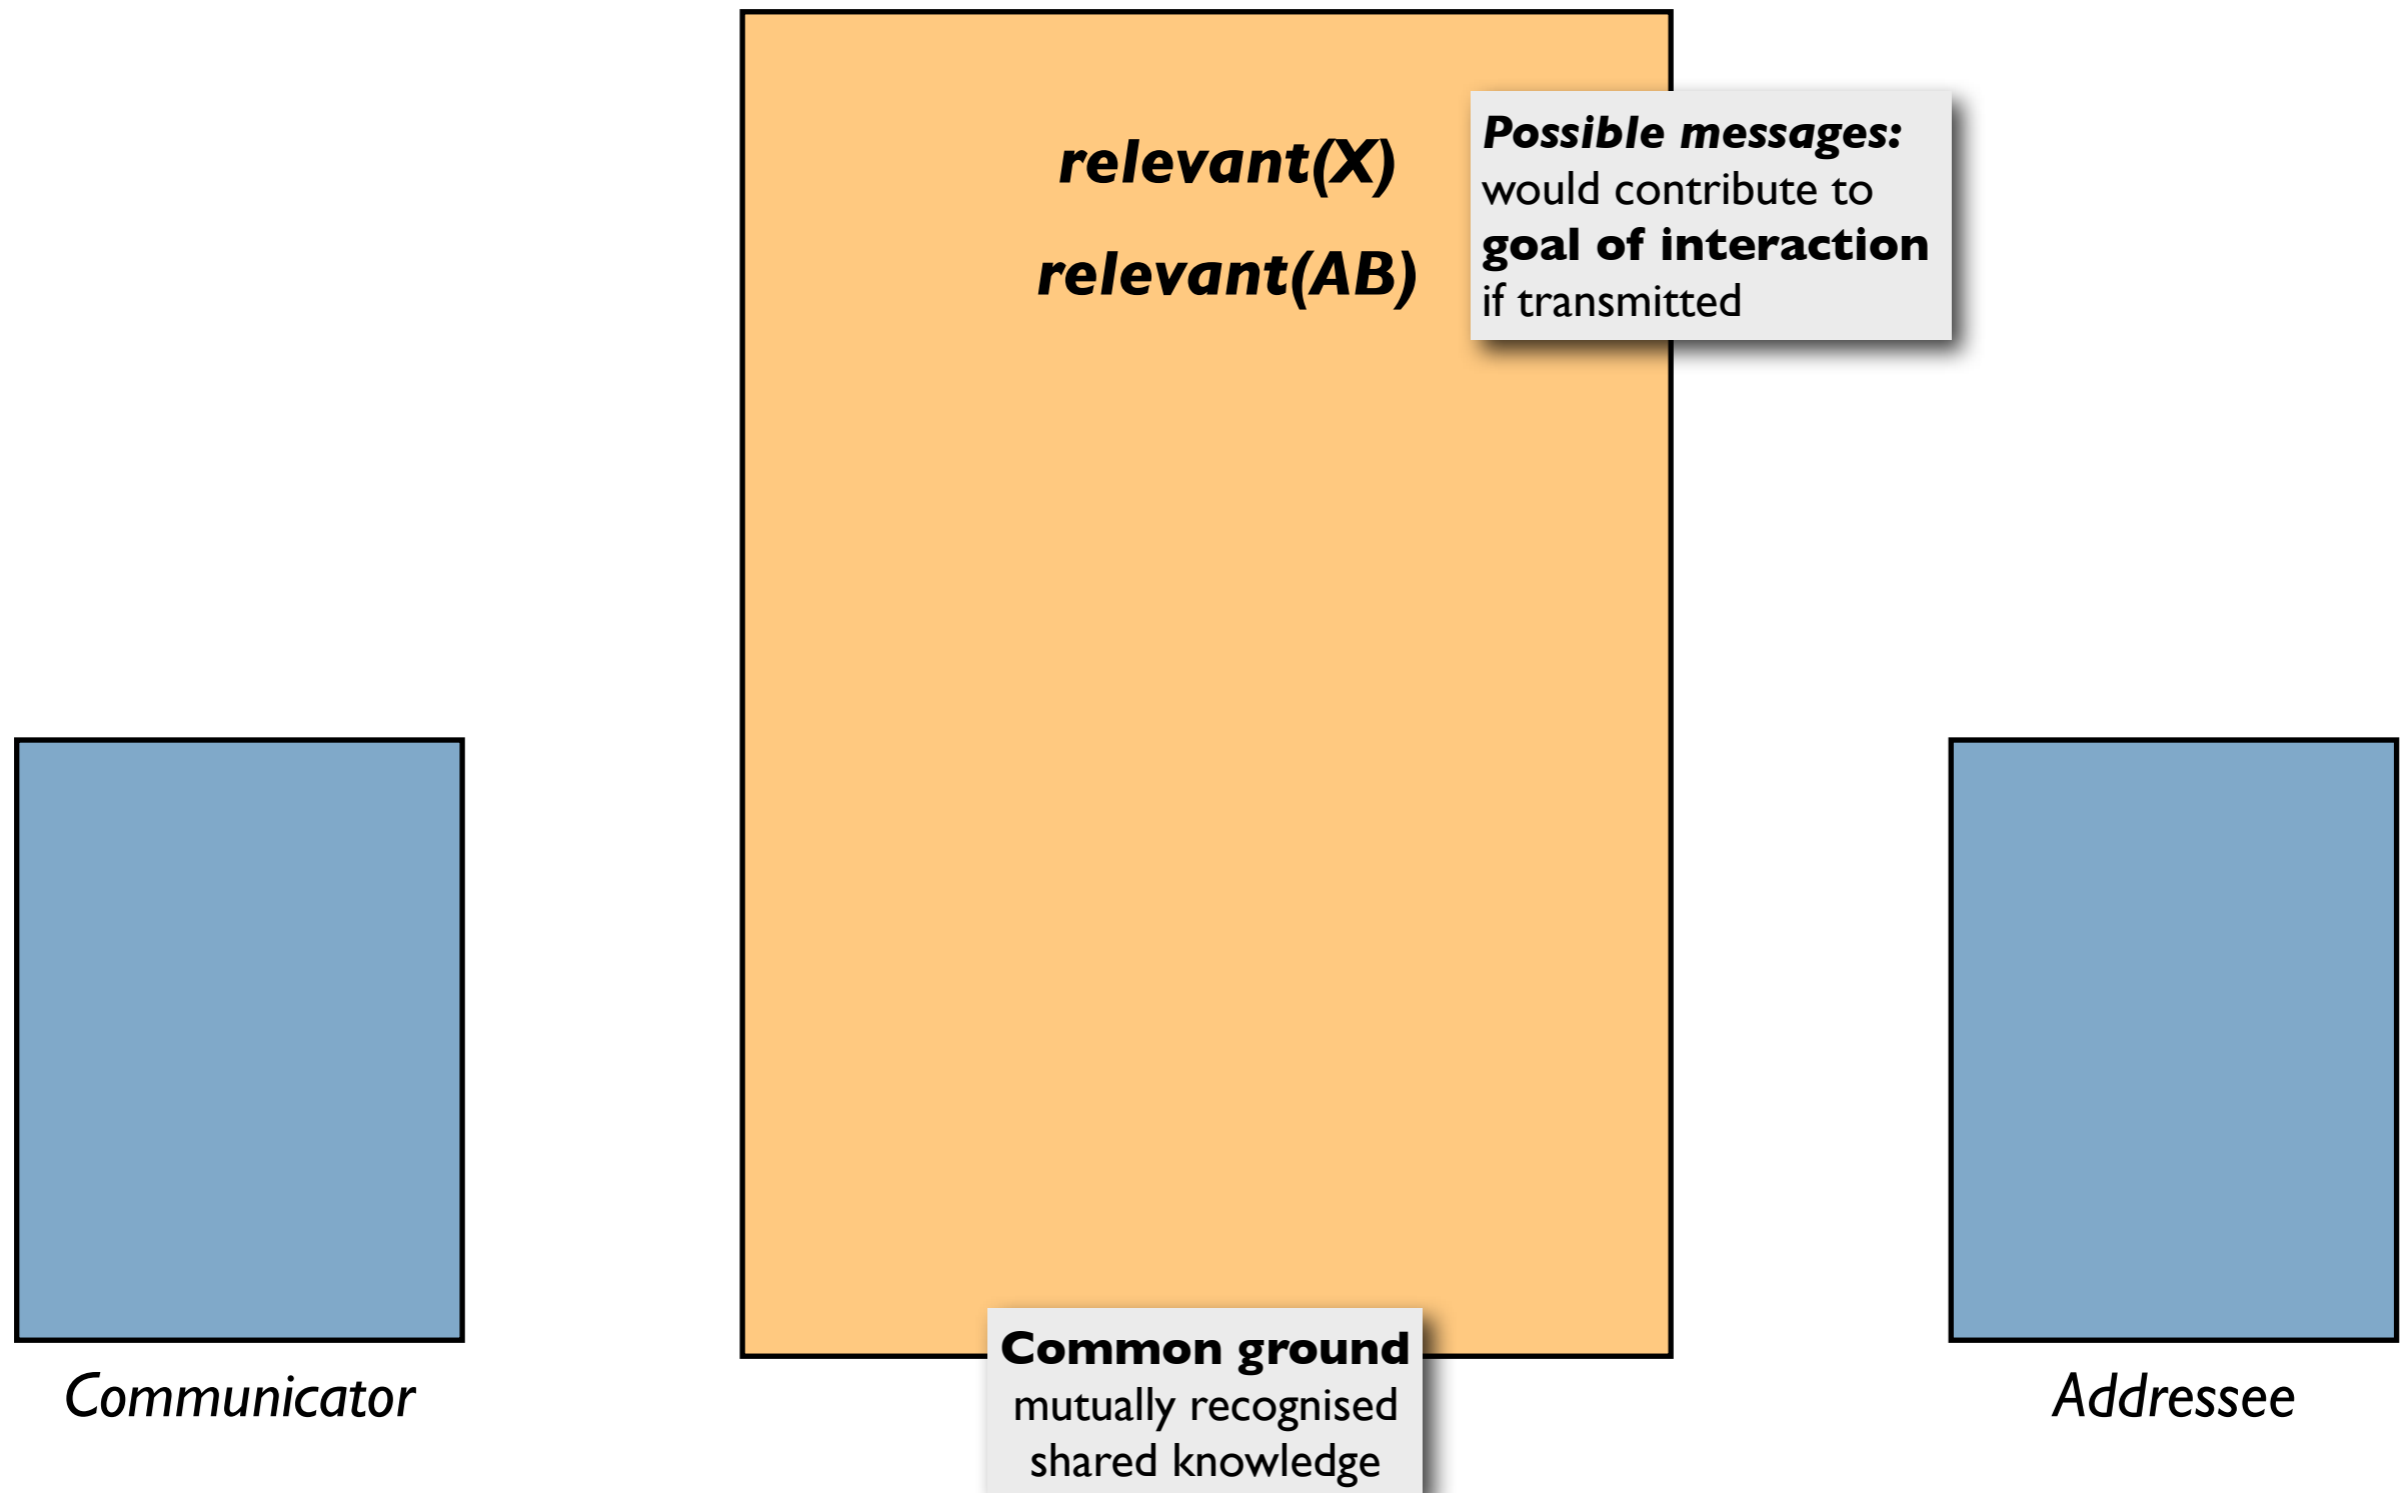 relevant(X)
relevant(AB)
Possible messages:
would contribute to
goal of interaction
if transmitted
Communicator
Common ground
mutually recognised
shared knowledge
Addressee